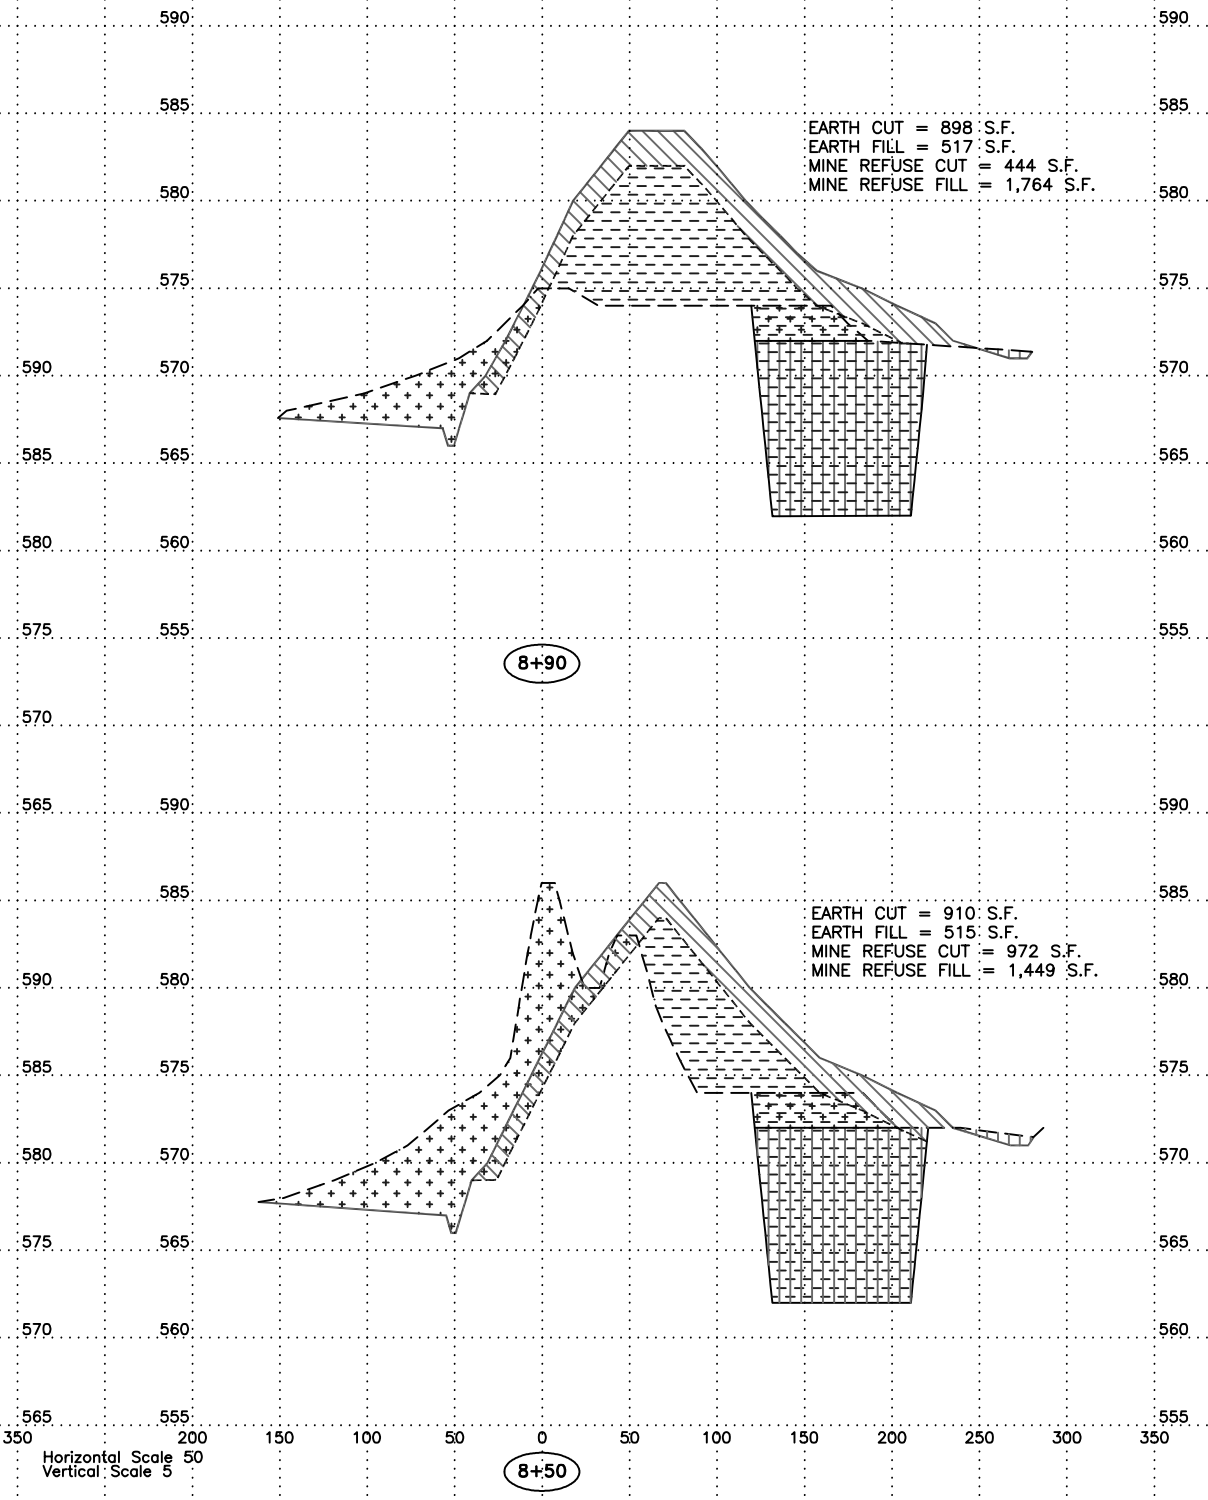 590 590
585 585
EARTH CUT = 898 S.F.
EARTH FILL = 517 S.F.
MINE REFUSE CUT = 444 S.F.
MINE REFUSE FILL = 1,764 S.F.
580 580
575 575
590 570 570
585 565 565
580 560 560
575 555 555
8+90
570
565 590 590
585 585
EARTH CUT = 910 S.F.
EARTH FILL = 515 S.F.
MINE REFUSE CUT = 972 S.F.
MINE REFUSE FILL = 1,449 S.F.
590 580 580
585 575 575
580 570 570
575 565 565
570 560 560
565 555 555
350 200 150 100 50 0 50 100 150 200 250 300 350
Horizontal Scale 50
Vertical Scale 5
8+50